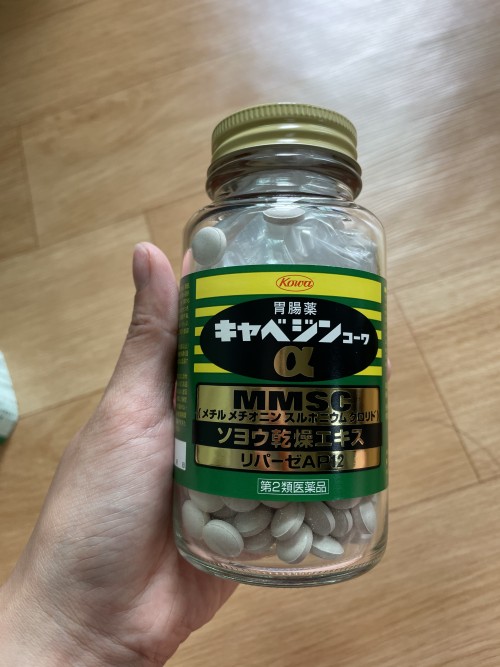 Kowa
胃腸薬
キャベジンコーワ
α
MMSC
(メチル メチオニン スルホニウム クロリド)
ソヨウ乾燥エキス
リパーゼAP12
第2類医薬品